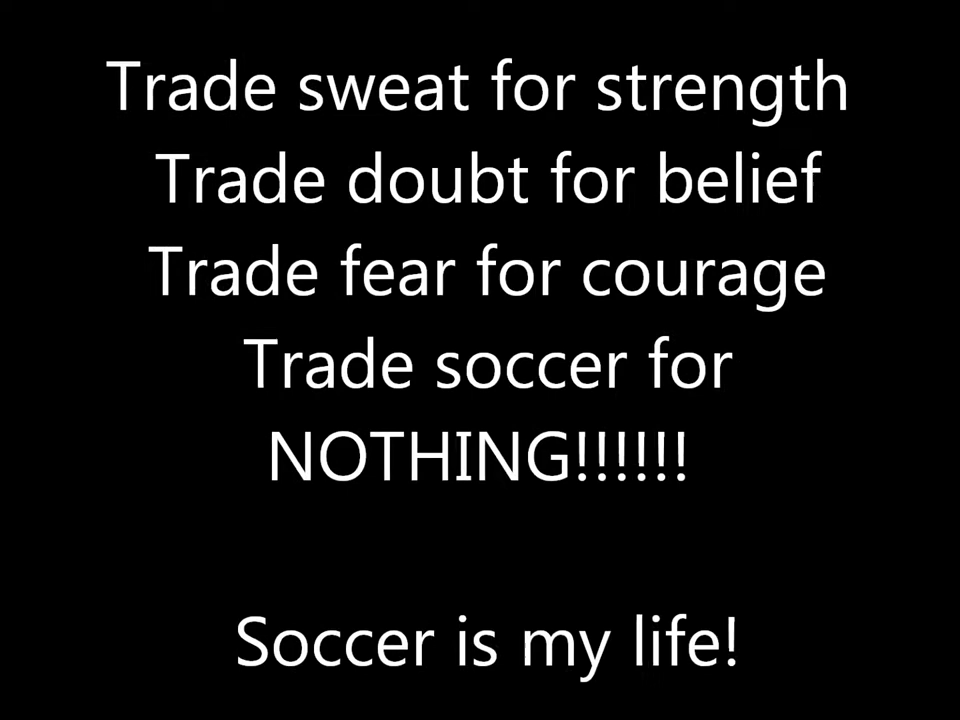 Trade sweat for strength
Trade doubt for belief
Trade fear for courage
Trade soccer for
NOTHING!!!!!!
Soccer is my life!